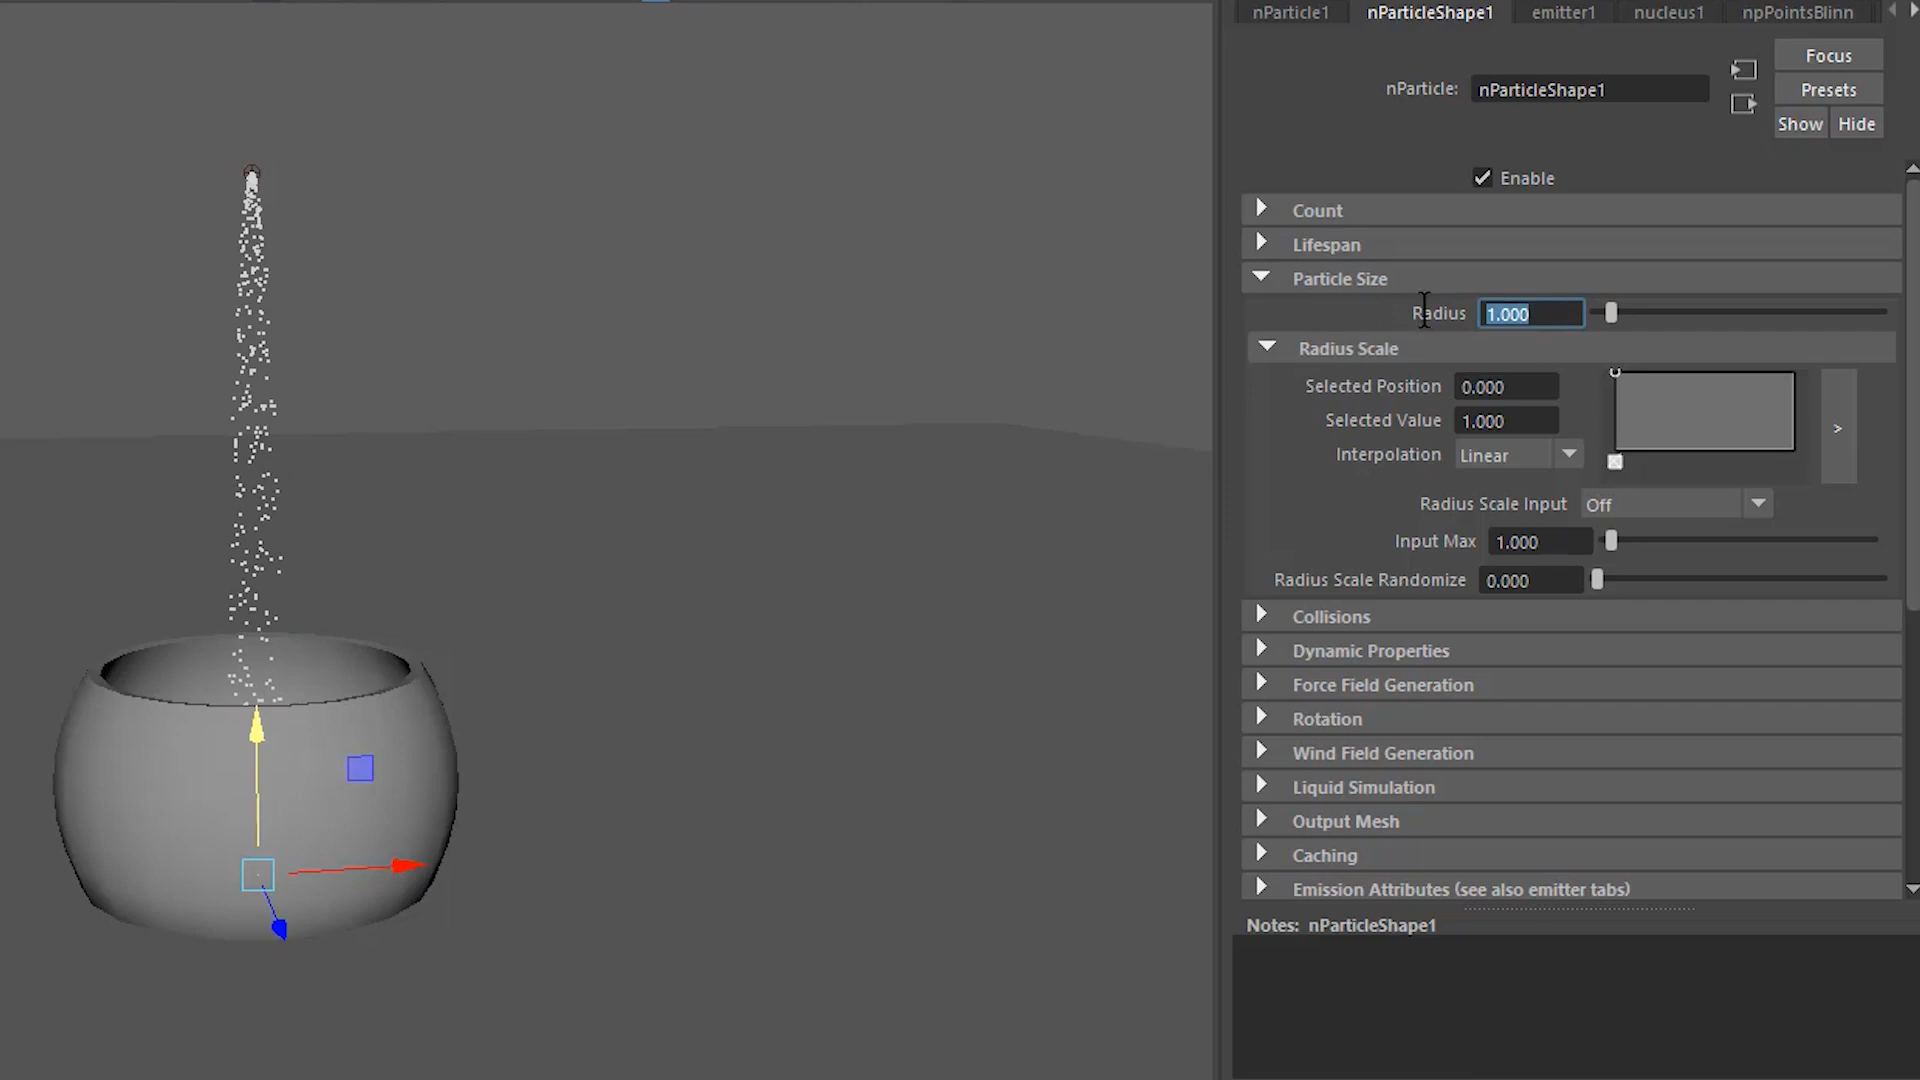 nParticle1 nParticleShape1 emitter1 nucleus1 npPointsBlinn
Focus
nParticle: nParticleShape1
Presets
Show Hide
Enable
Count
Lifespan
Particle Size
Radius 1.000
Radius Scale
Selected Position 0.000
Selected Value 1.000
>
Interpolation Linear
Radius Scale Input Off
Input Max 1.000
Radius Scale Randomize 0.000
Collisions
Dynamic Properties
Force Field Generation
Rotation
Wind Field Generation
Liquid Simulation
Output Mesh
Caching
Emission Attributes (see also emitter tabs)
Notes: nParticleShape1